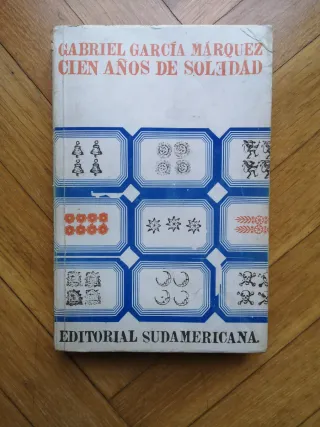 GABRIEL GARCÍA MÁRQUEZ
CIEN AÑOS DE SOLEDAD
EDITORIAL SUDAMERICANA.